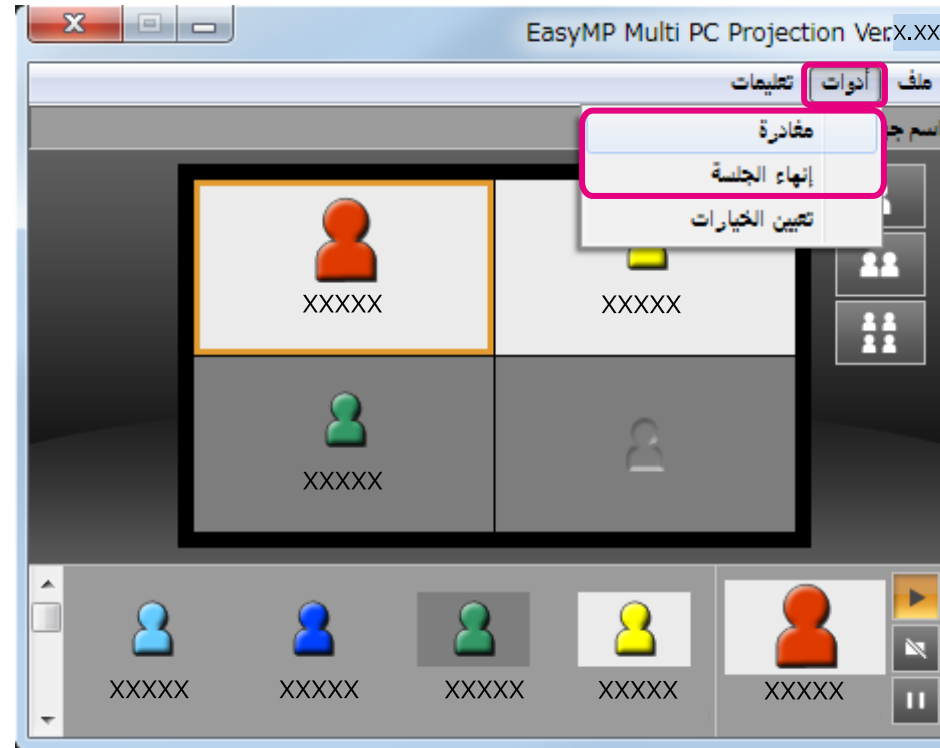 EasyMP Multi PC Projection Ver.X.XX
ملف أدوات تعليمات
مغادرة
إنهاء الجلسة
تعيين الخيارات
اسم
XXXXX XXXXX
XXXXX
XXXXX XXXXX XXXXX XXXXX XXXXX